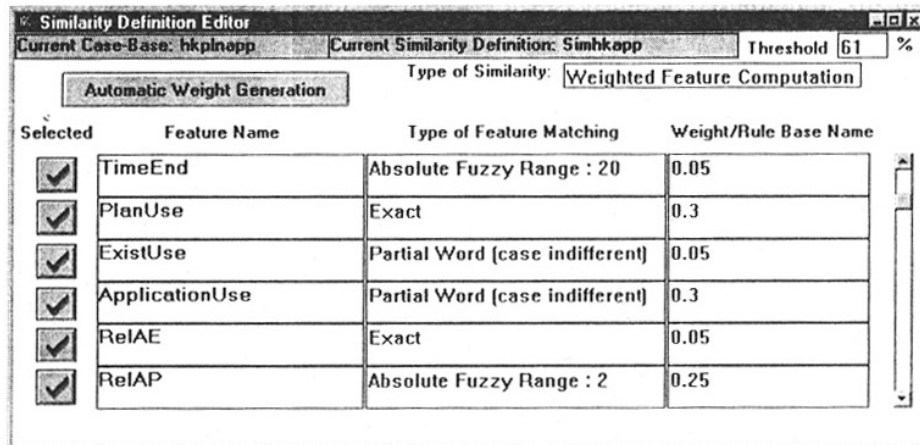 Similarity Definition Editor
Current Case-Base: hkplnapp Current Similarity Definition: Simhkapp Threshold 61 %
Type of Similarity: Weighted Feature Computation
Automatic Weight Generation
Selected Feature Name Type of Feature Matching Weight/Rule Base Name
TimeEnd Absolute Fuzzy Range : 20 0.05
PlanUse Exact 0.3
ExistUse Partial Word (case indifferent) 0.05
ApplicationUse Partial Word (case indifferent) 0.3
RelAE Exact 0.05
RelAP Absolute Fuzzy Range : 2 0.25